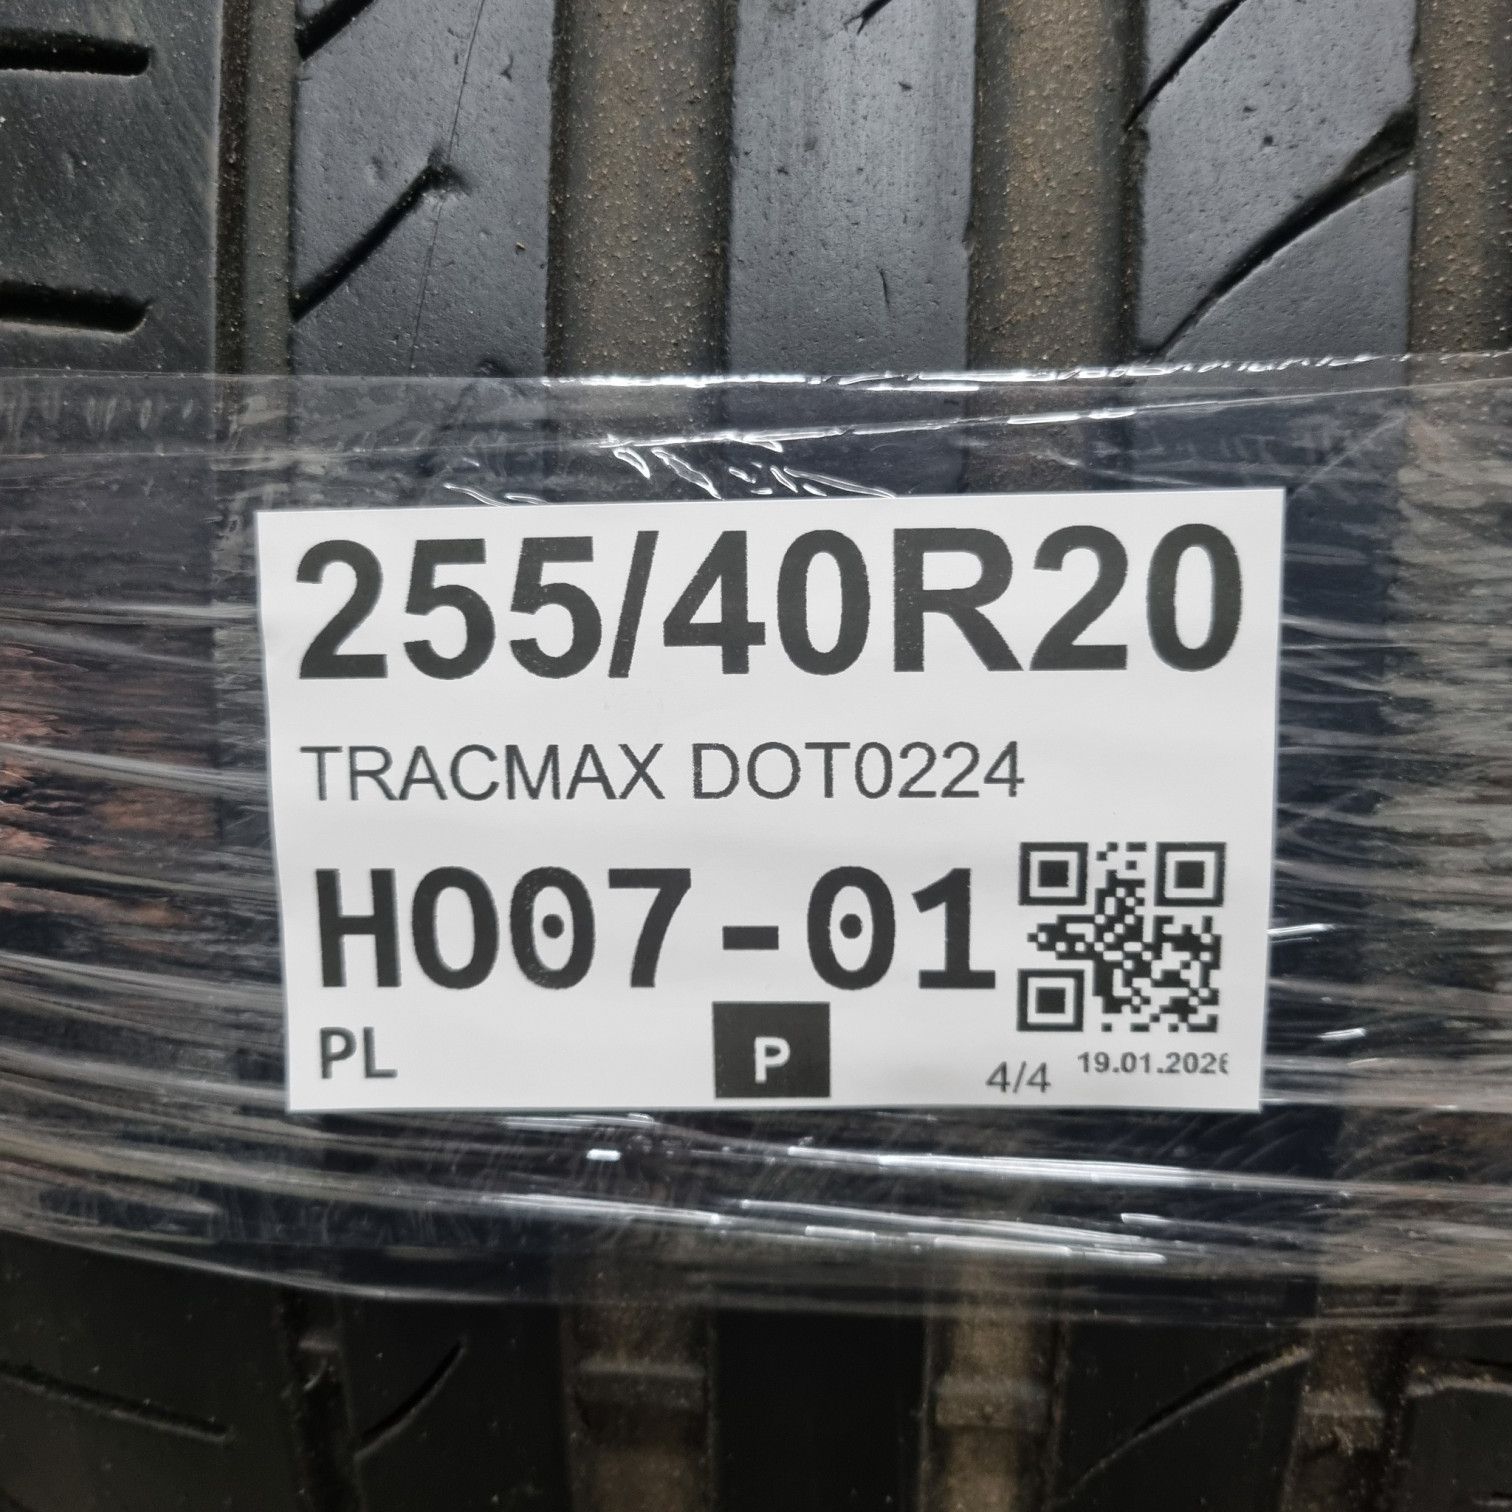 255/40R20
TRACMAX DOT0224
H007-01
PL
P
4/4 19.01.2026